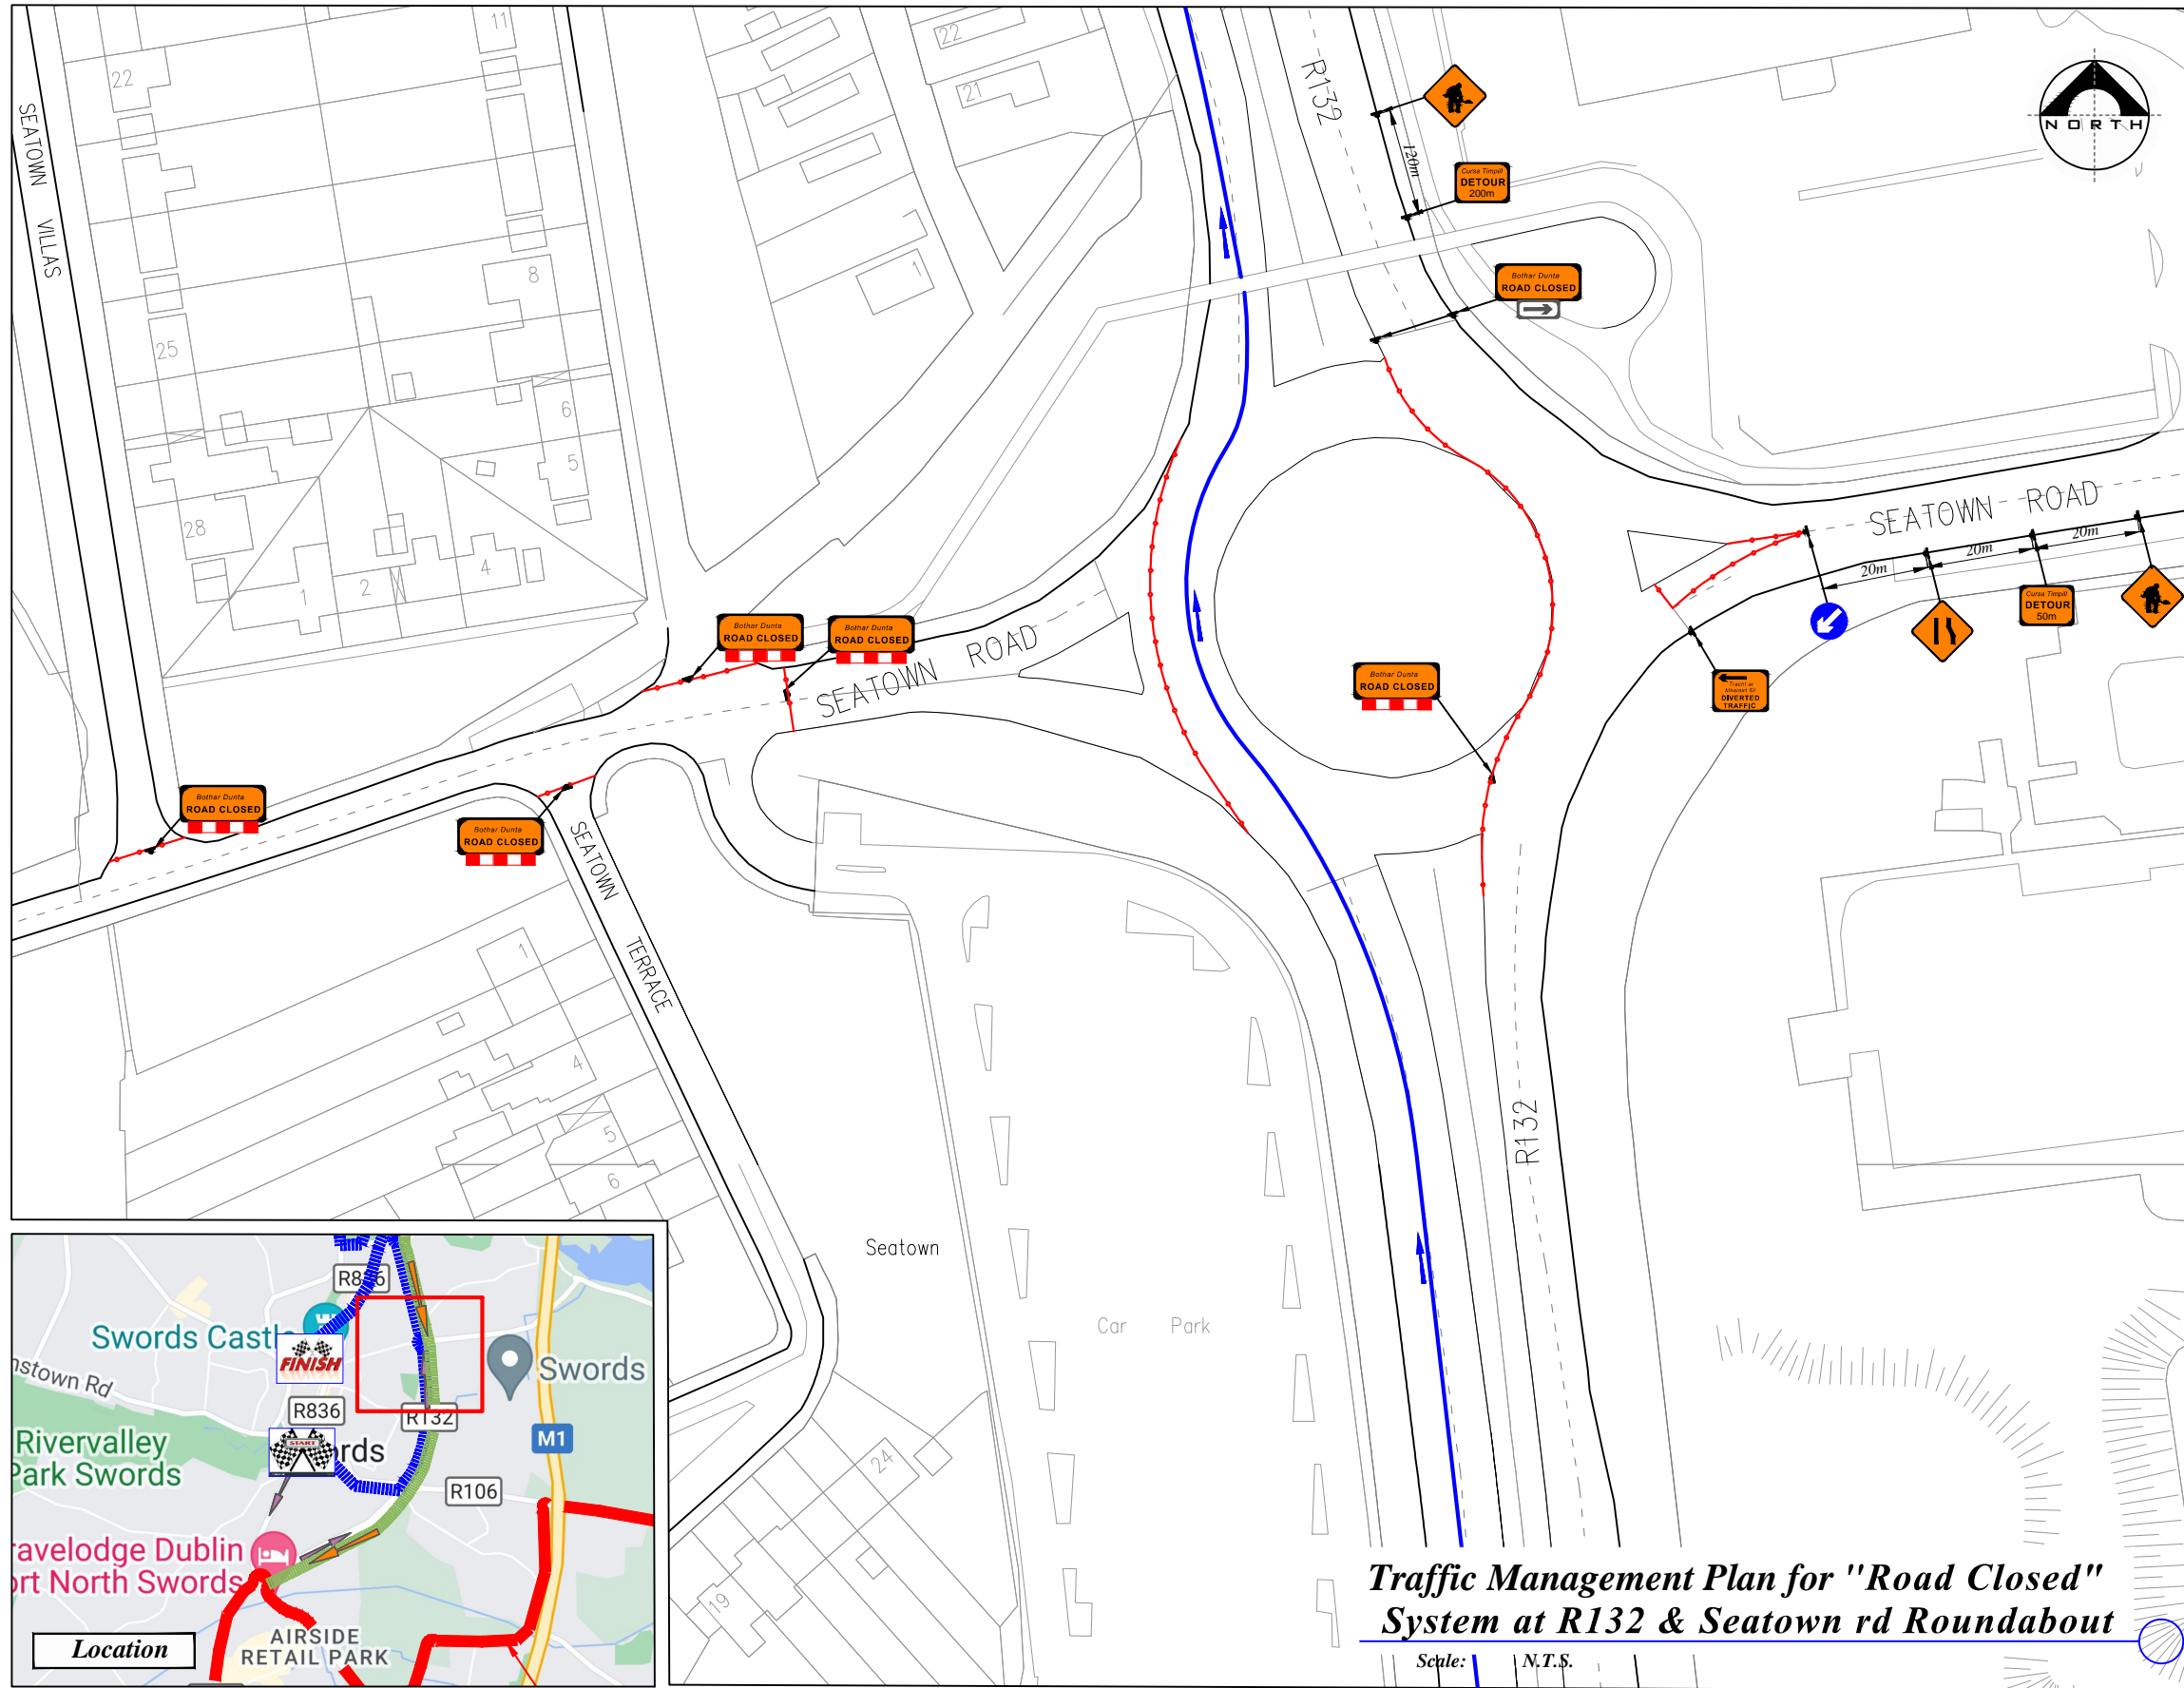 SEATOWN VILLAS
22
11
22
21
R132
120m
Cursa Timpill
DETOUR
200m
NORTH
Bothar Dunta
ROAD CLOSED
1
8
25
6
5
28
1
2
4
SEATOWN ROAD
20m
20m
20m
Cursa Timpill
DETOUR
50m
DIVERTED
TRAFFIC
Bothar Dunta
ROAD CLOSED
Bothar Dunta
ROAD CLOSED
SEATOWN ROAD
Bothar Dunta
ROAD CLOSED
Bothar Dunta
ROAD CLOSED
Bothar Dunta
ROAD CLOSED
SEATOWN TERRACE
1
4
5
6
R132
Seatown
Car Park
24
19
R836
Swords Castle
FINISH
Swords
nstown Rd
R836
R132
M1
START
rds
Rivervalley
Park Swords
R106
ravelodge Dublin
ort North Swords
AIRSIDE
RETAIL PARK
Location
Traffic Management Plan for "Road Closed"
System at R132 & Seatown rd Roundabout
Scale: N.T.S.